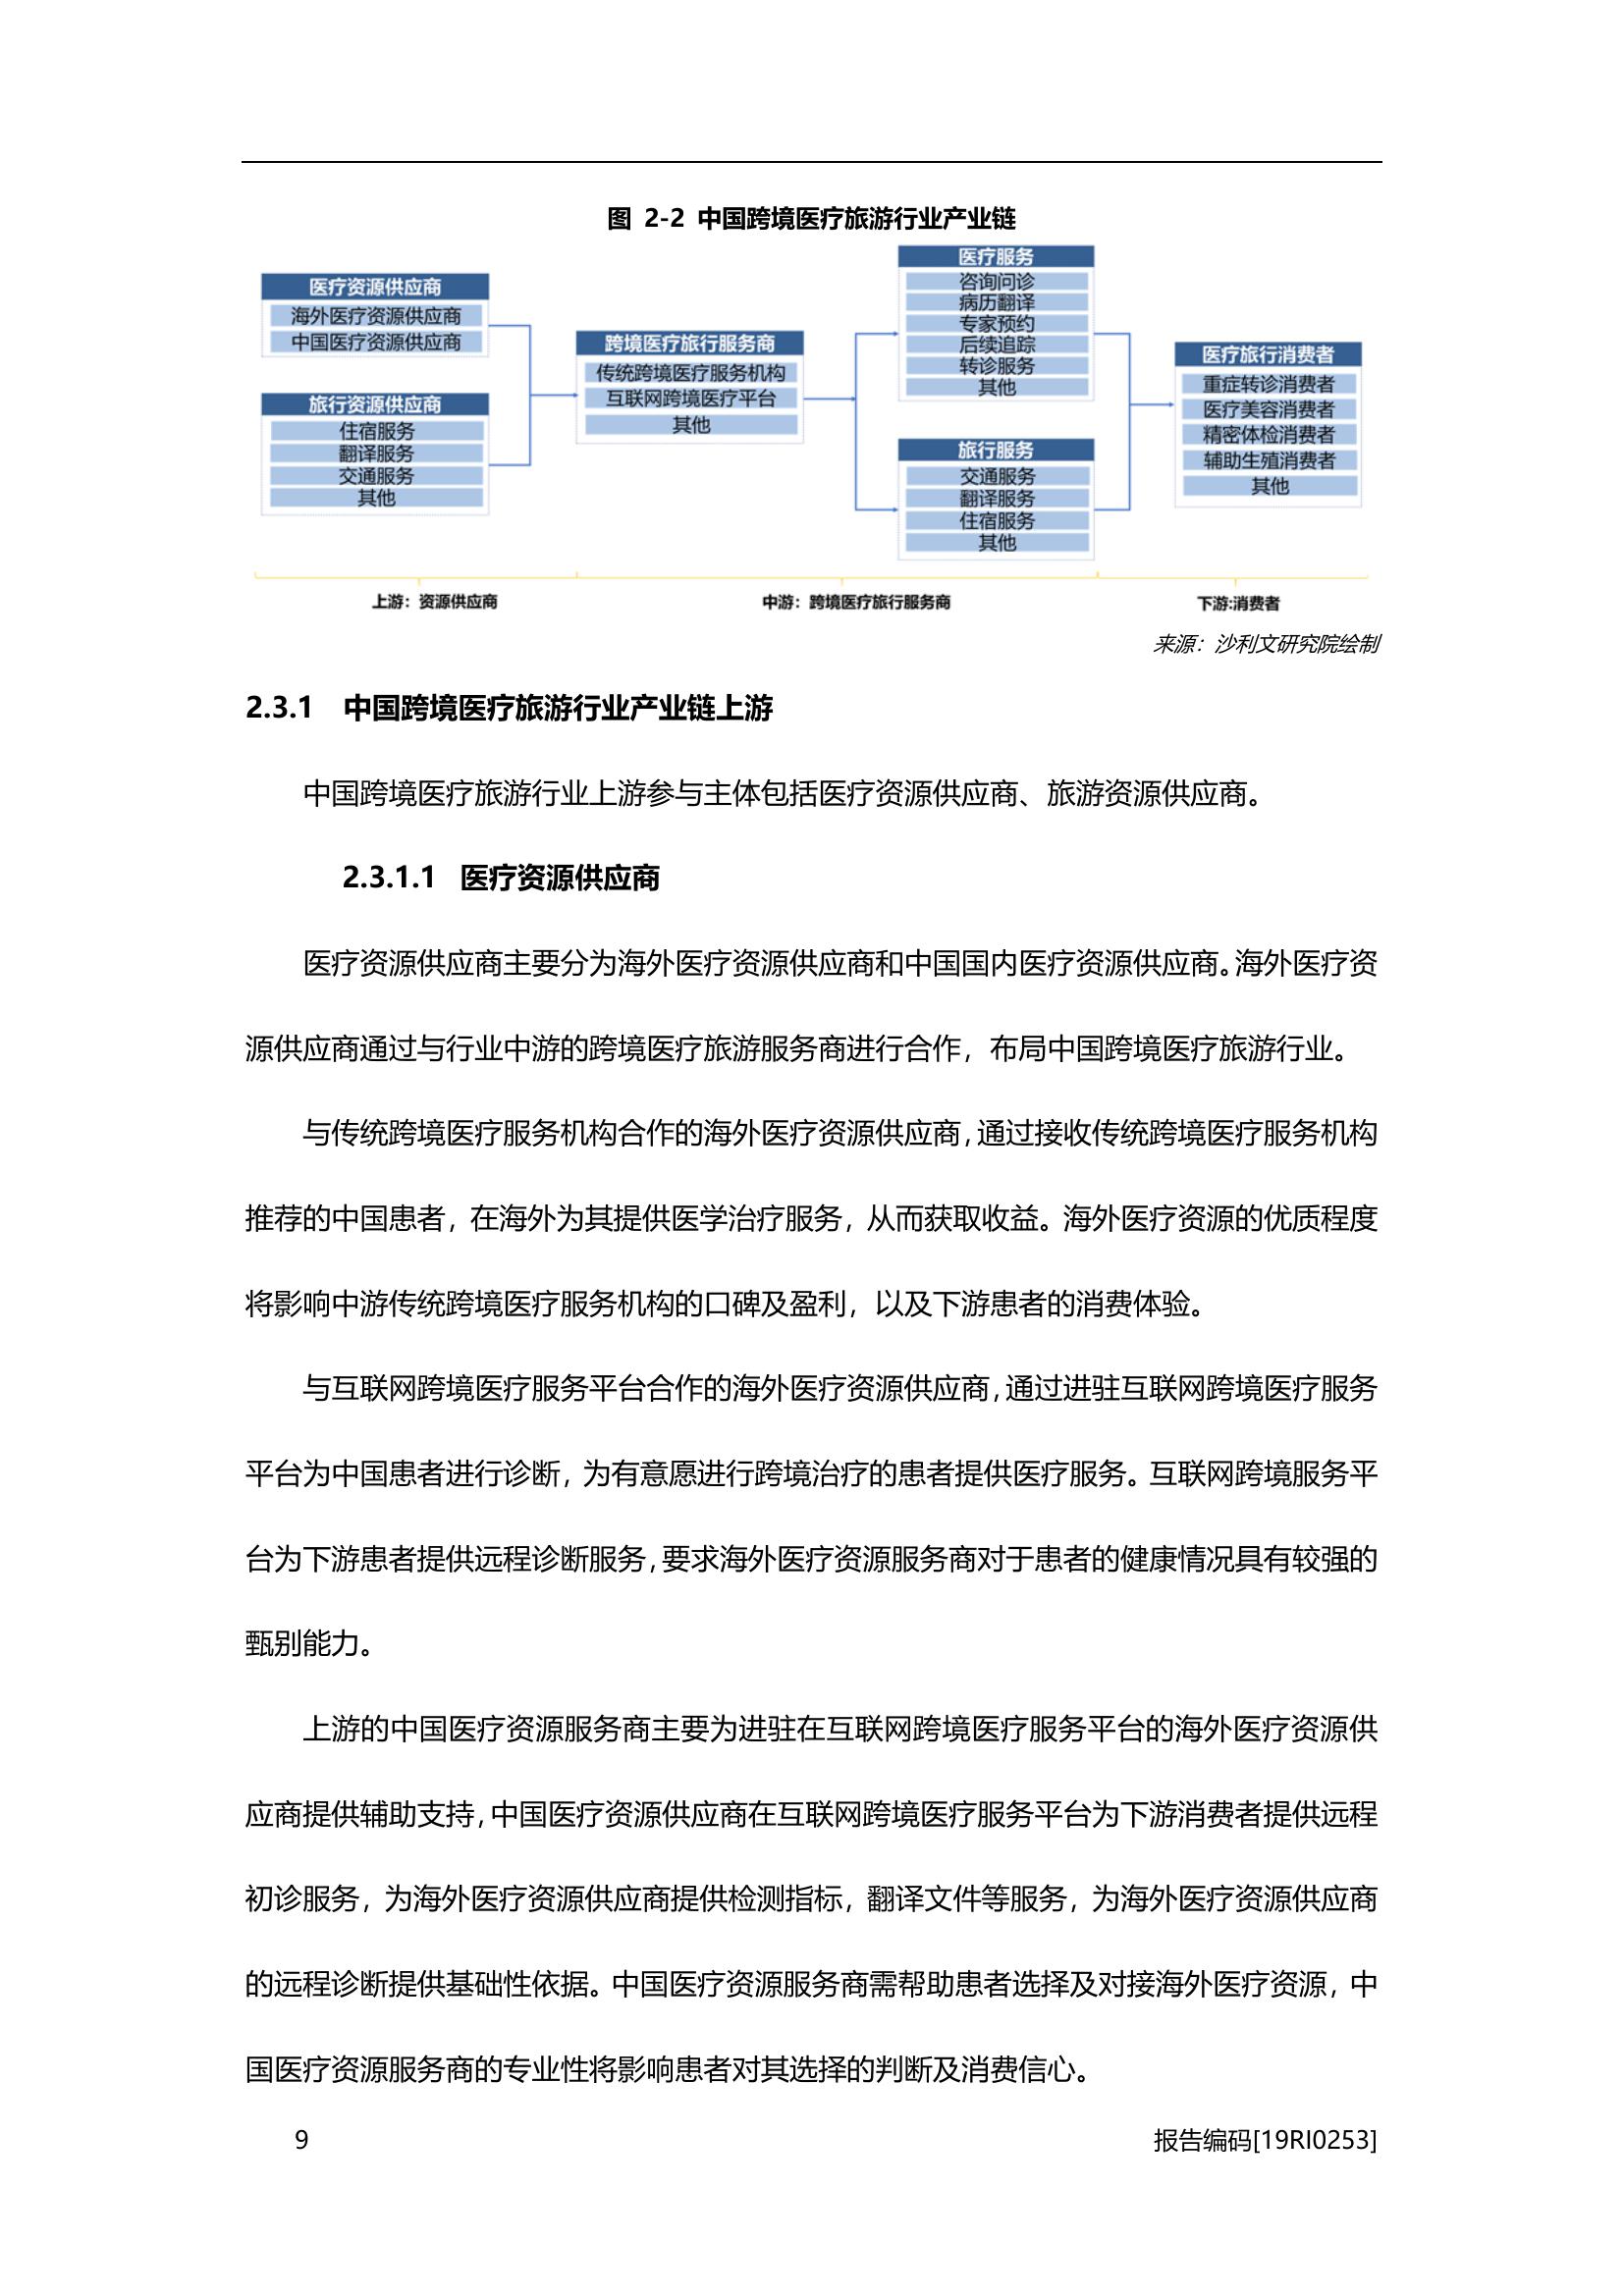 图 2-2 中国跨境医疗旅游行业产业链
医疗资源供应商
海外医疗资源供应商
中国医疗资源供应商
旅行资源供应商
住宿服务
翻译服务
交通服务
其他
跨境医疗旅行服务商
传统跨境医疗服务机构
互联网跨境医疗平台
其他
医疗服务
咨询问诊
病历翻译
专家预约
后续追踪
转诊服务
其他
旅行服务
交通服务
翻译服务
住宿服务
其他
医疗旅行消费者
重症转诊消费者
医疗美容消费者
精密体检消费者
辅助生殖消费者
其他
上游：资源供应商
中游：跨境医疗旅行服务商
下游:消费者
来源：沙利文研究院绘制
2.3.1 中国跨境医疗旅游行业产业链上游
中国跨境医疗旅游行业上游参与主体包括医疗资源供应商、旅游资源供应商。
2.3.1.1 医疗资源供应商
医疗资源供应商主要分为海外医疗资源供应商和中国国内医疗资源供应商。海外医疗资
源供应商通过与行业中游的跨境医疗旅游服务商进行合作，布局中国跨境医疗旅游行业。
与传统跨境医疗服务机构合作的海外医疗资源供应商，通过接收传统跨境医疗服务机构
推荐的中国患者，在海外为其提供医学治疗服务，从而获取收益。海外医疗资源的优质程度
将影响中游传统跨境医疗服务机构的口碑及盈利，以及下游患者的消费体验。
与互联网跨境医疗服务平台合作的海外医疗资源供应商，通过进驻互联网跨境医疗服务
平台为中国患者进行诊断，为有意愿进行跨境治疗的患者提供医疗服务。互联网跨境服务平
台为下游患者提供远程诊断服务，要求海外医疗资源服务商对于患者的健康情况具有较强的
甄别能力。
上游的中国医疗资源服务商主要为进驻在互联网跨境医疗服务平台的海外医疗资源供
应商提供辅助支持，中国医疗资源供应商在互联网跨境医疗服务平台为下游消费者提供远程
初诊服务，为海外医疗资源供应商提供检测指标，翻译文件等服务，为海外医疗资源供应商
的远程诊断提供基础性依据。中国医疗资源服务商需帮助患者选择及对接海外医疗资源，中
国医疗资源服务商的专业性将影响患者对其选择的判断及消费信心。
9
报告编码[19RI0253]